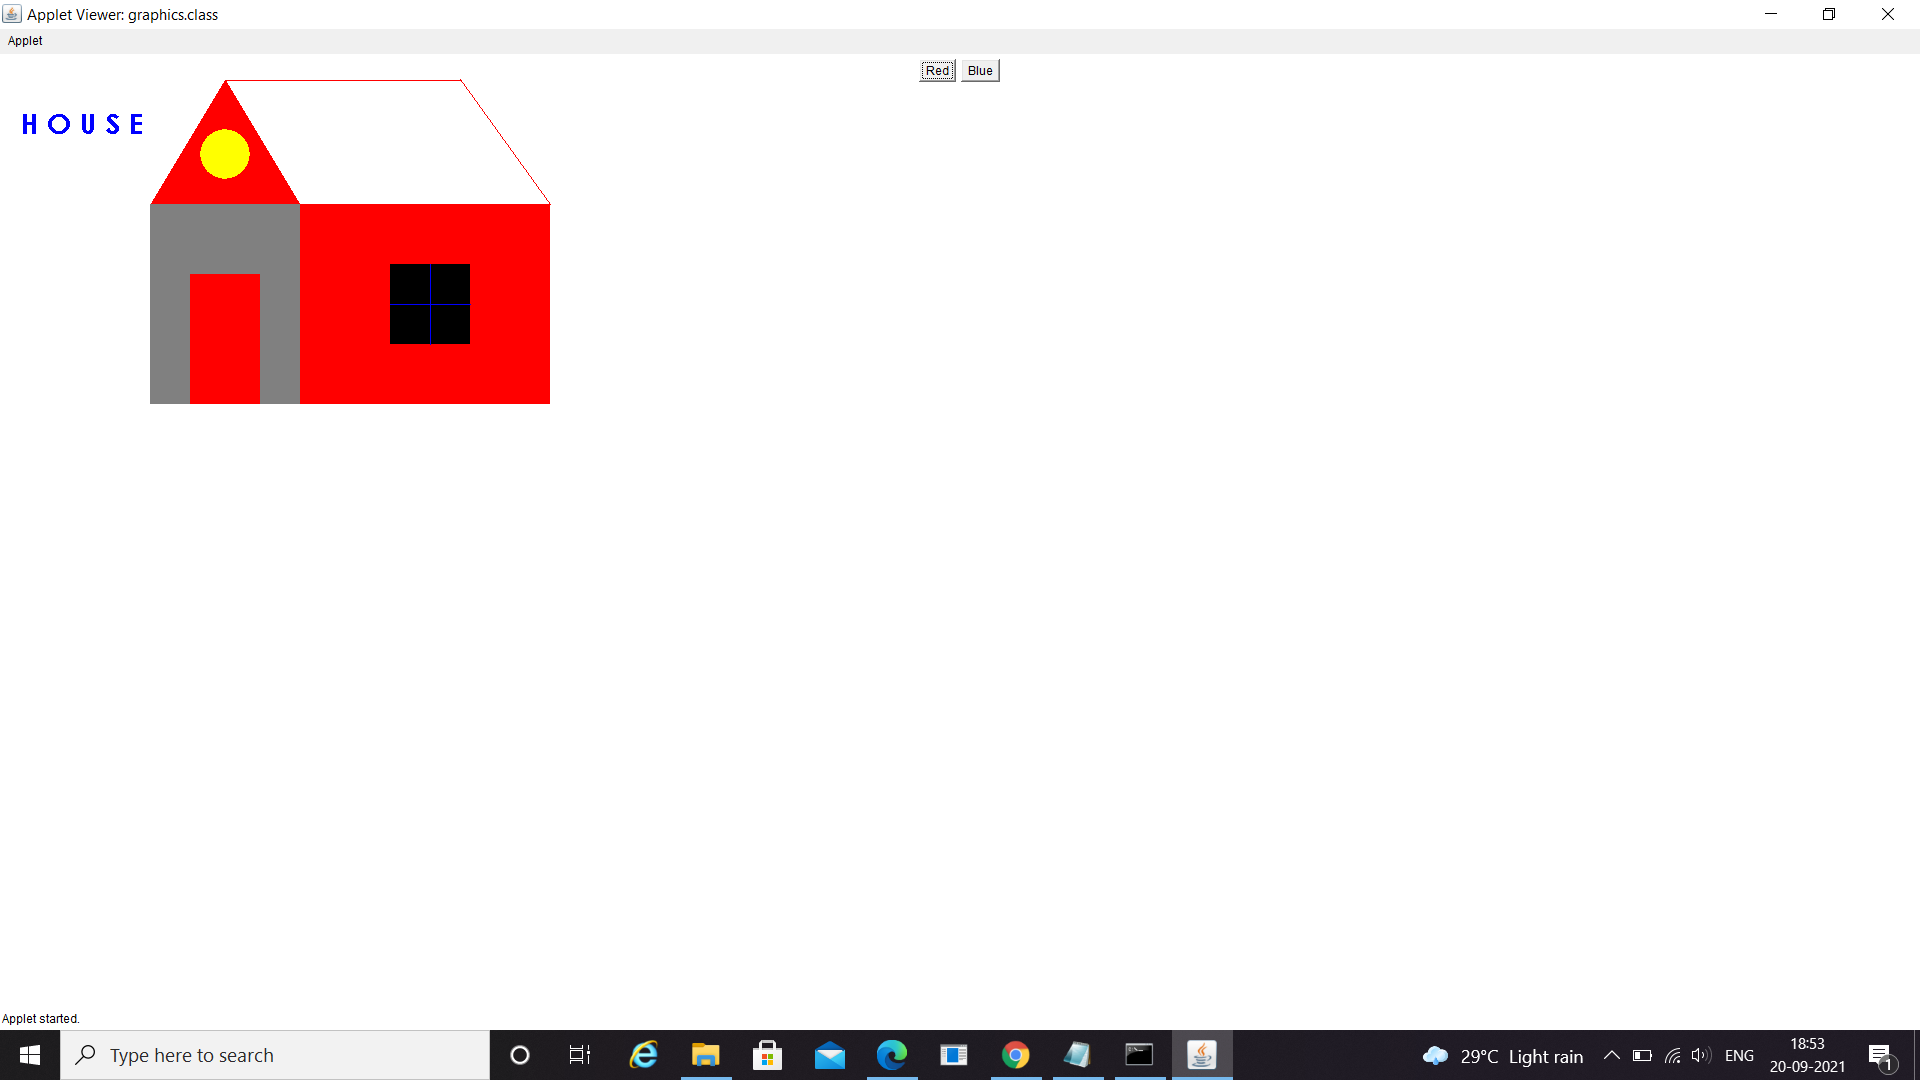 Applet Viewer: graphics.class
Applet
Red Blue
H O U S E
Applet started.
Type here to search
29°C Light rain
ENG
18:53
20-09-2021
1